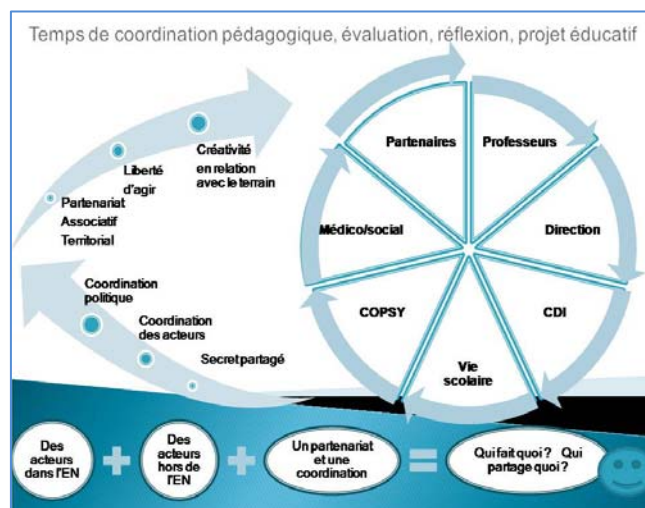 Temps de coordination pédagogique, évaluation, réflexion, projet éducatif
Créativité
en relation
avec le terrain
Liberté
d'agir
Partenariat
Associatif
Territorial
Coordination
politique
Coordination
des acteurs
Secret partagé
Partenaires
Professeurs
Médico/social
Direction
COPSY
CDI
Vie
scolaire
Des
acteurs
dans l'EN
+
Des
acteurs
hors de
l'EN
+
Un partenariat
et une
coordination
=
Qui fait quoi ? Qui
partage quoi ?